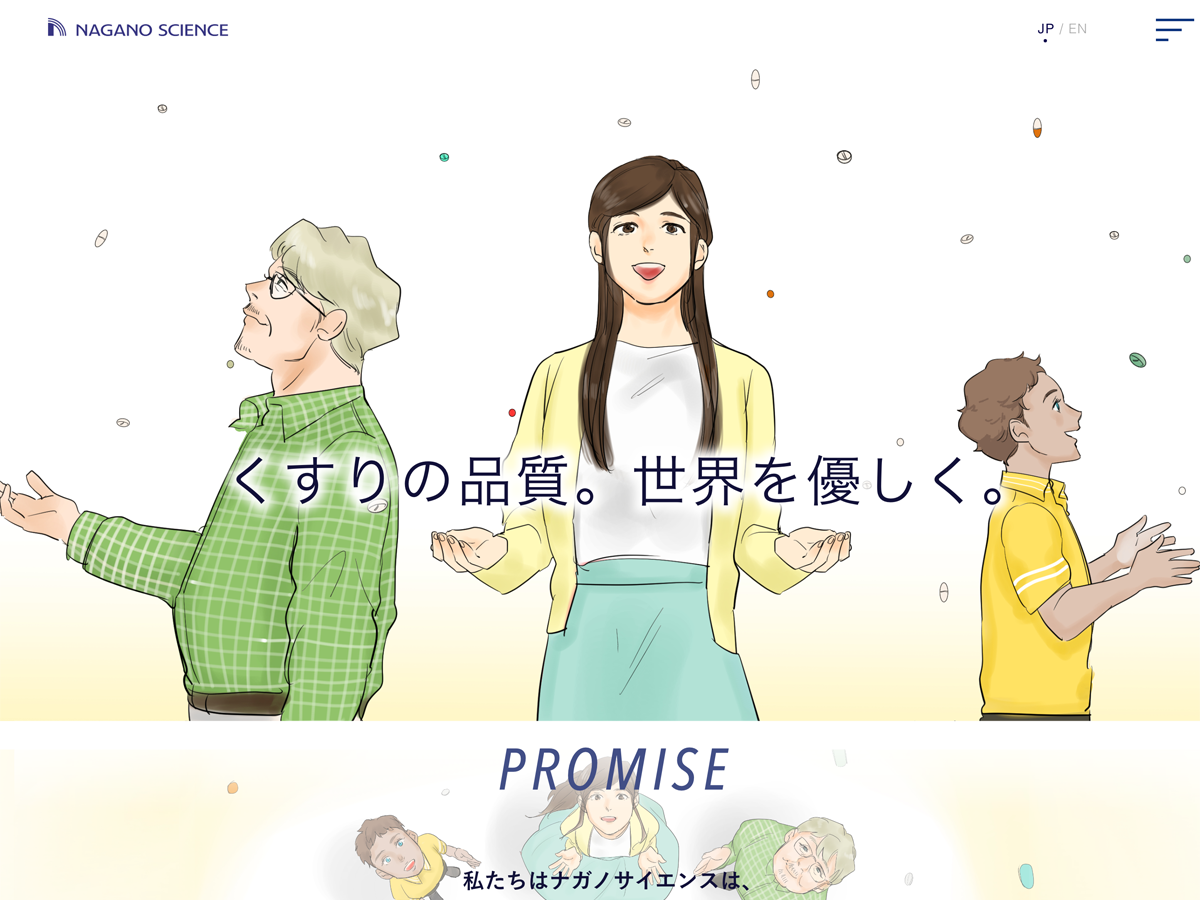 NAGANO SCIENCE
JP / EN
くすりの品質。世界を優しく。
PROMISE
私たちはナガノサイエンスは、